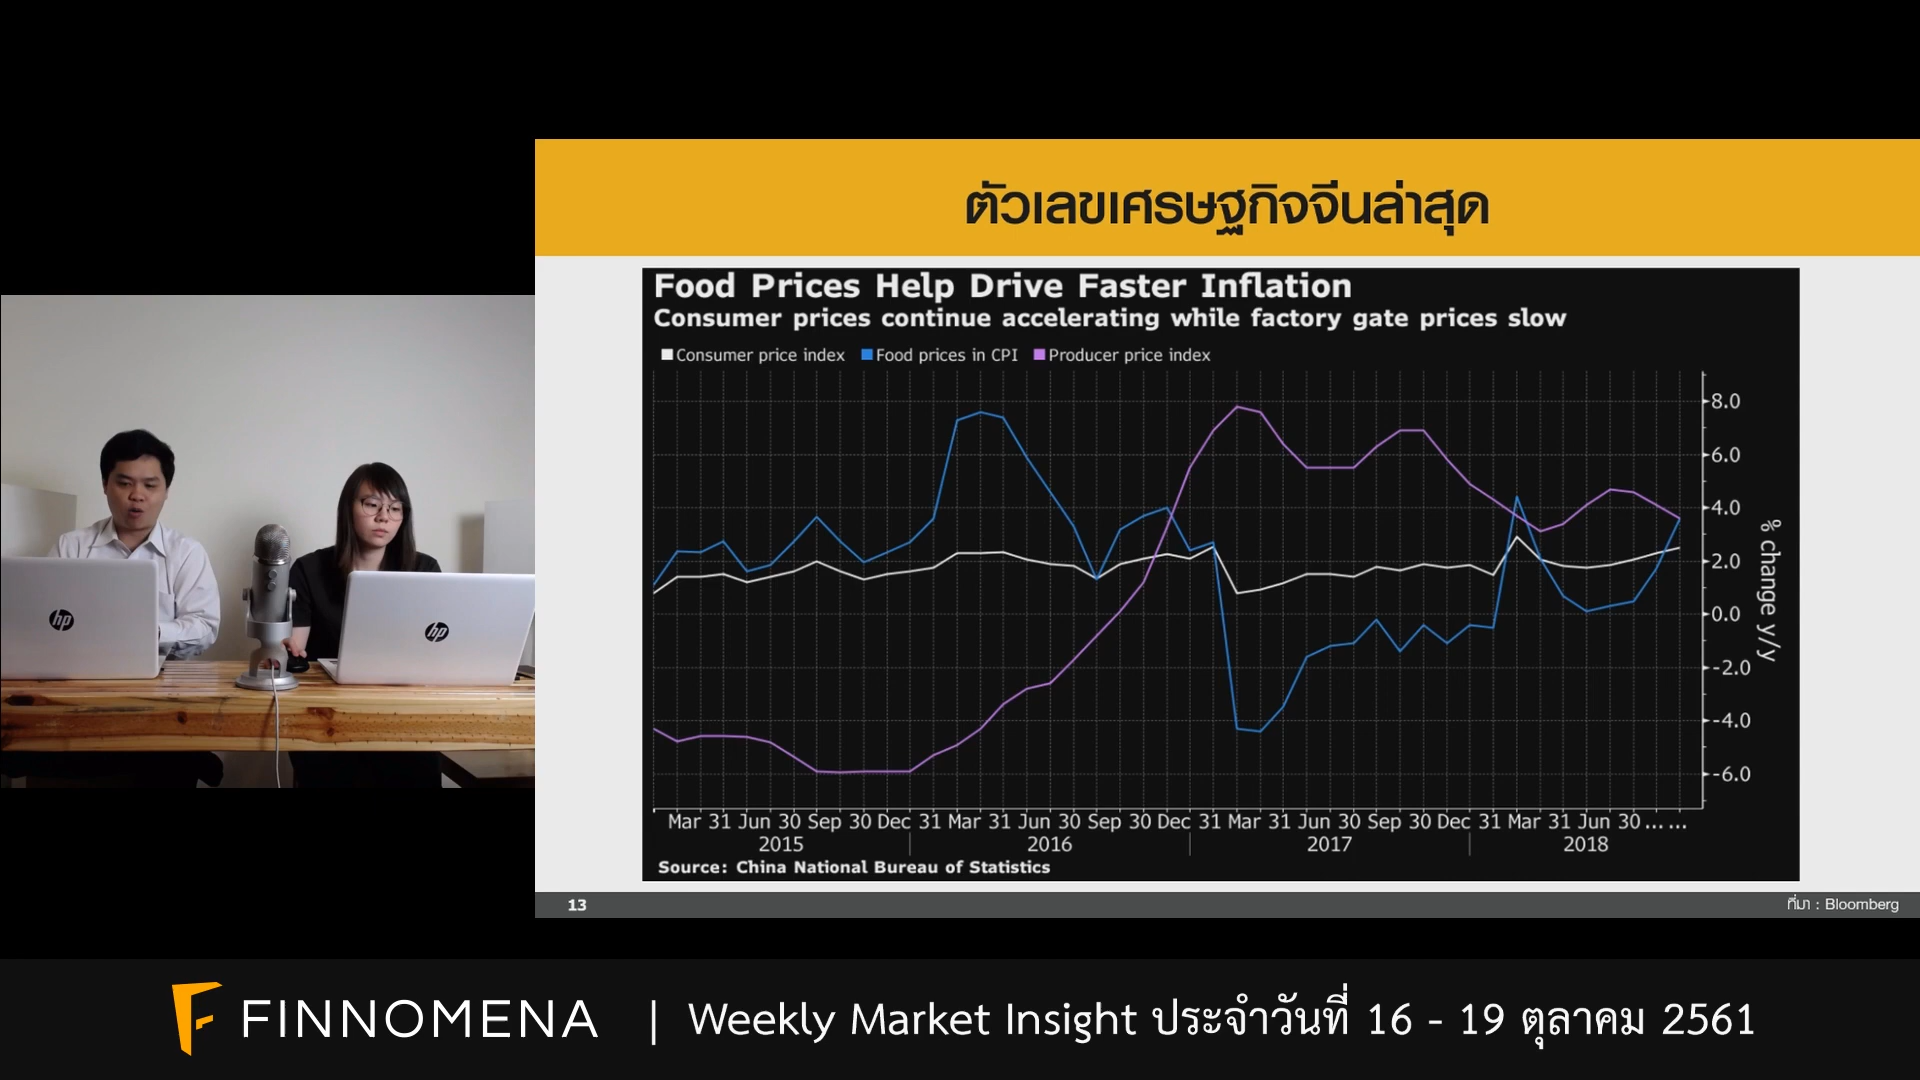 ตัวเลขเศรษฐกิจจีนล่าสุด
Food Prices Help Drive Faster Inflation
Consumer prices continue accelerating while factory gate prices slow
Consumer price index Food prices in CPI Producer price index
8.0
6.0
4.0
2.0
0.0
-2.0
-4.0
-6.0
% change y/y
Mar 31 Jun 30 Sep 30 Dec 31 Mar 31 Jun 30 Sep 30 Dec 31 Mar 31 Jun 30 Sep 30 Dec 31 Mar 31 Jun 30 ... ...
2015 2016 2017 2018
Source: China National Bureau of Statistics
13
ที่มา : Bloomberg
hp
hp
FINNOMENA | Weekly Market Insight ประจำวันที่ 16 - 19 ตุลาคม 2561